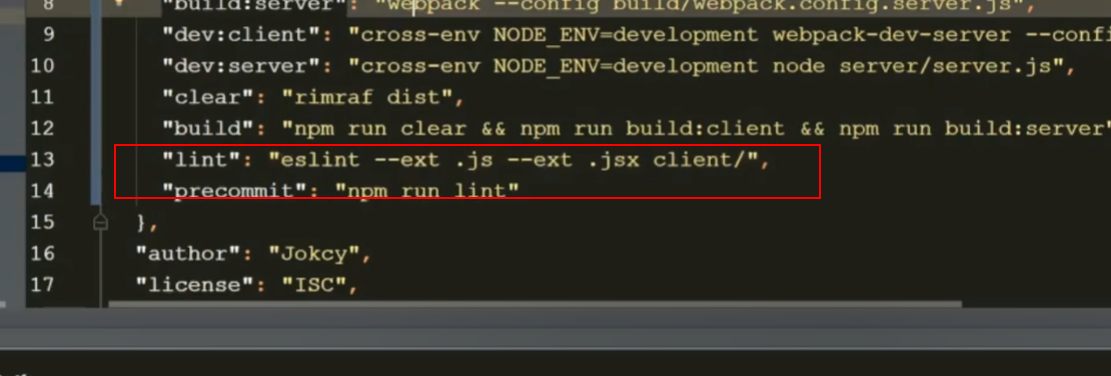 8 "build:server": "webpack --config build/webpack.config.server.js",
9 "dev:client": "cross-env NODE_ENV=development webpack-dev-server --confi
10 "dev:server": "cross-env NODE_ENV=development node server/server.js",
11 "clear": "rimraf dist",
12 "build": "npm run clear && npm run build:client && npm run build:server"
13 "lint": "eslint --ext .js --ext .jsx client/",
14 "precommit": "npm run lint"
15 },
16 "author": "Jokcy",
17 "license": "ISC",